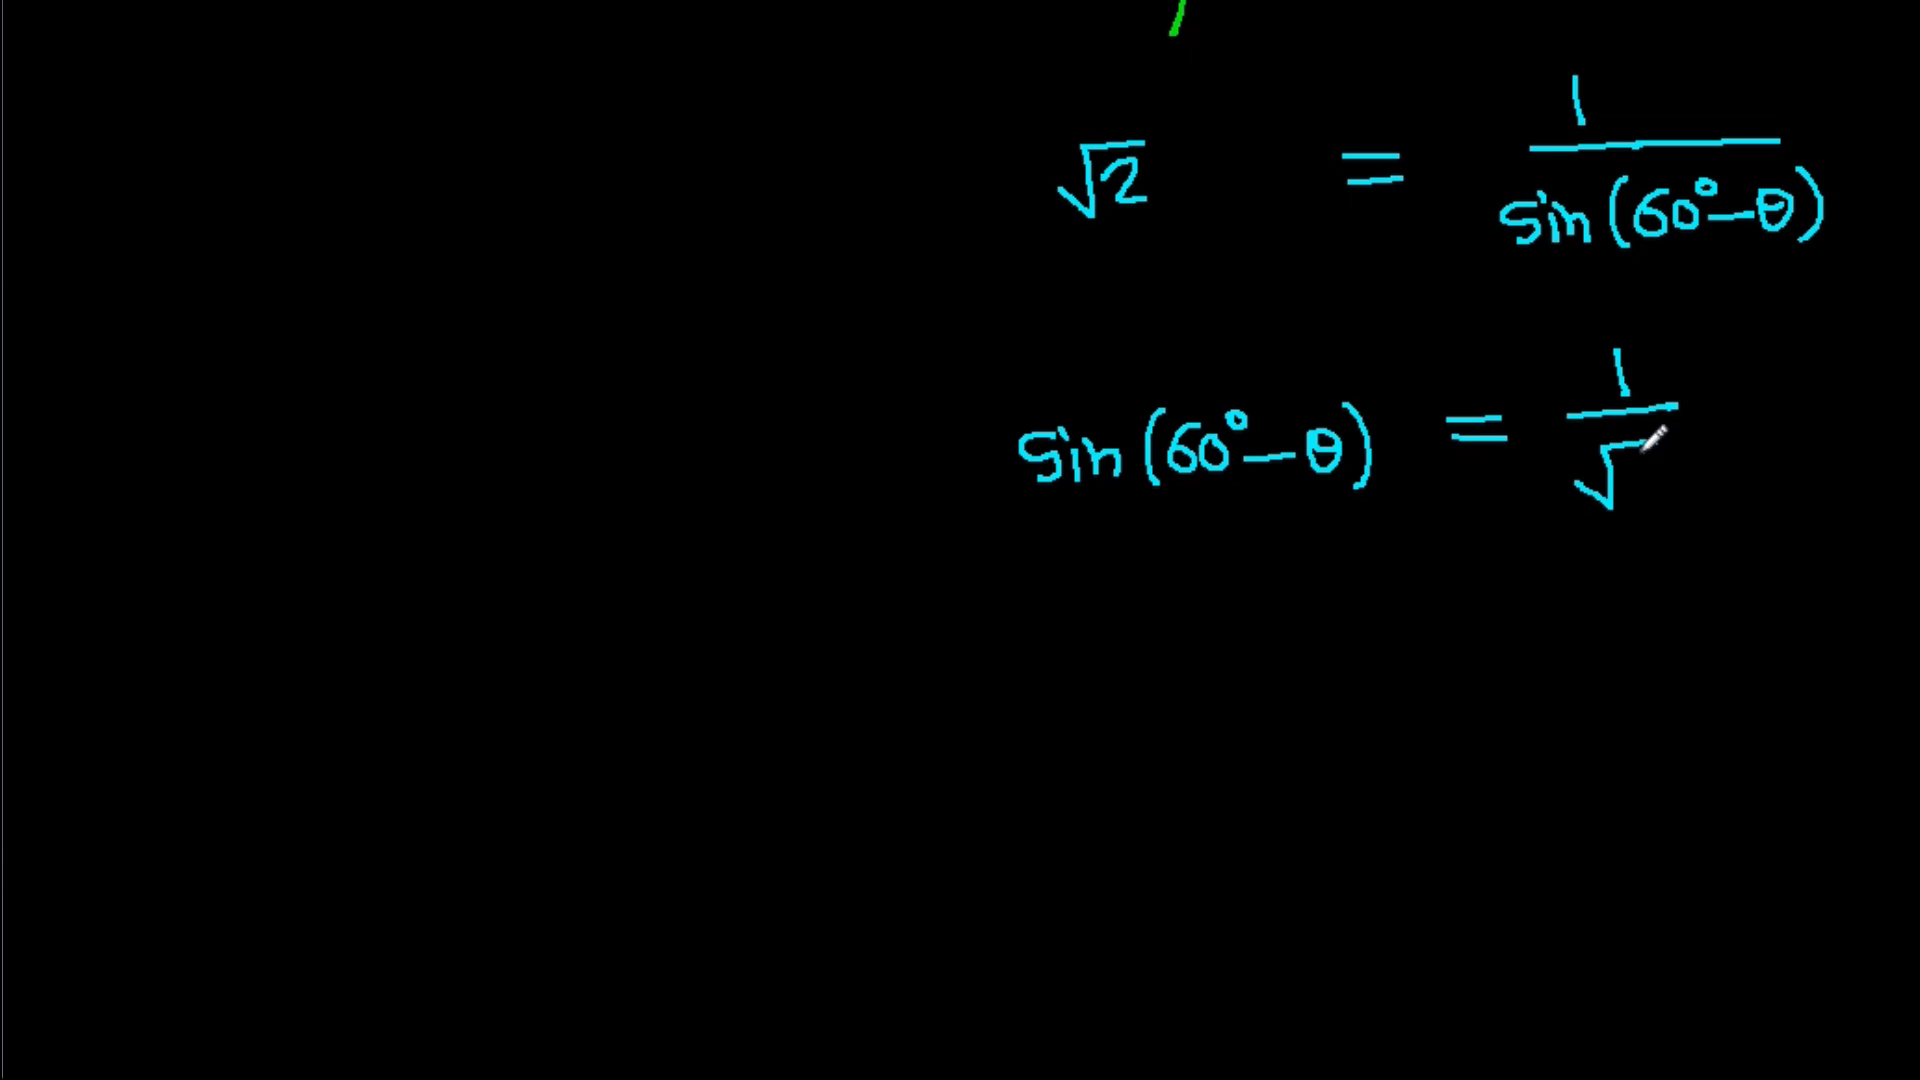 √2 = 1/sin(60°-θ)
sin(60°-θ) = 1/√